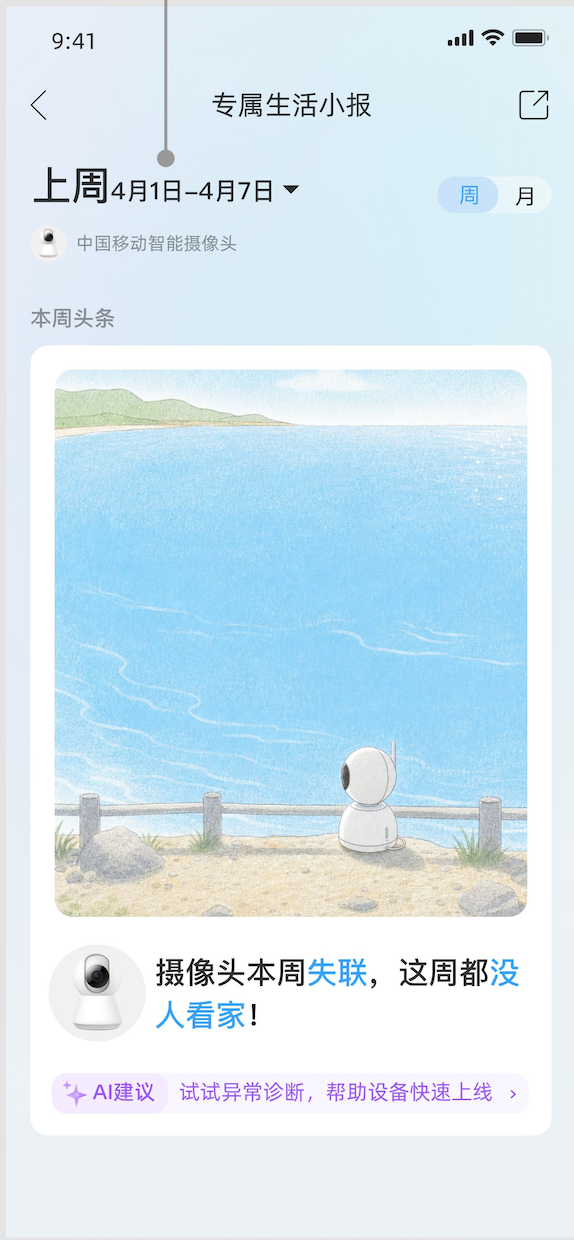 9:41
专属生活小报
上周4月1日–4月7日
周 月
中国移动智能摄像头
本周头条
摄像头本周失联，这周都没
人看家！
AI建议 试试异常诊断，帮助设备快速上线 ›